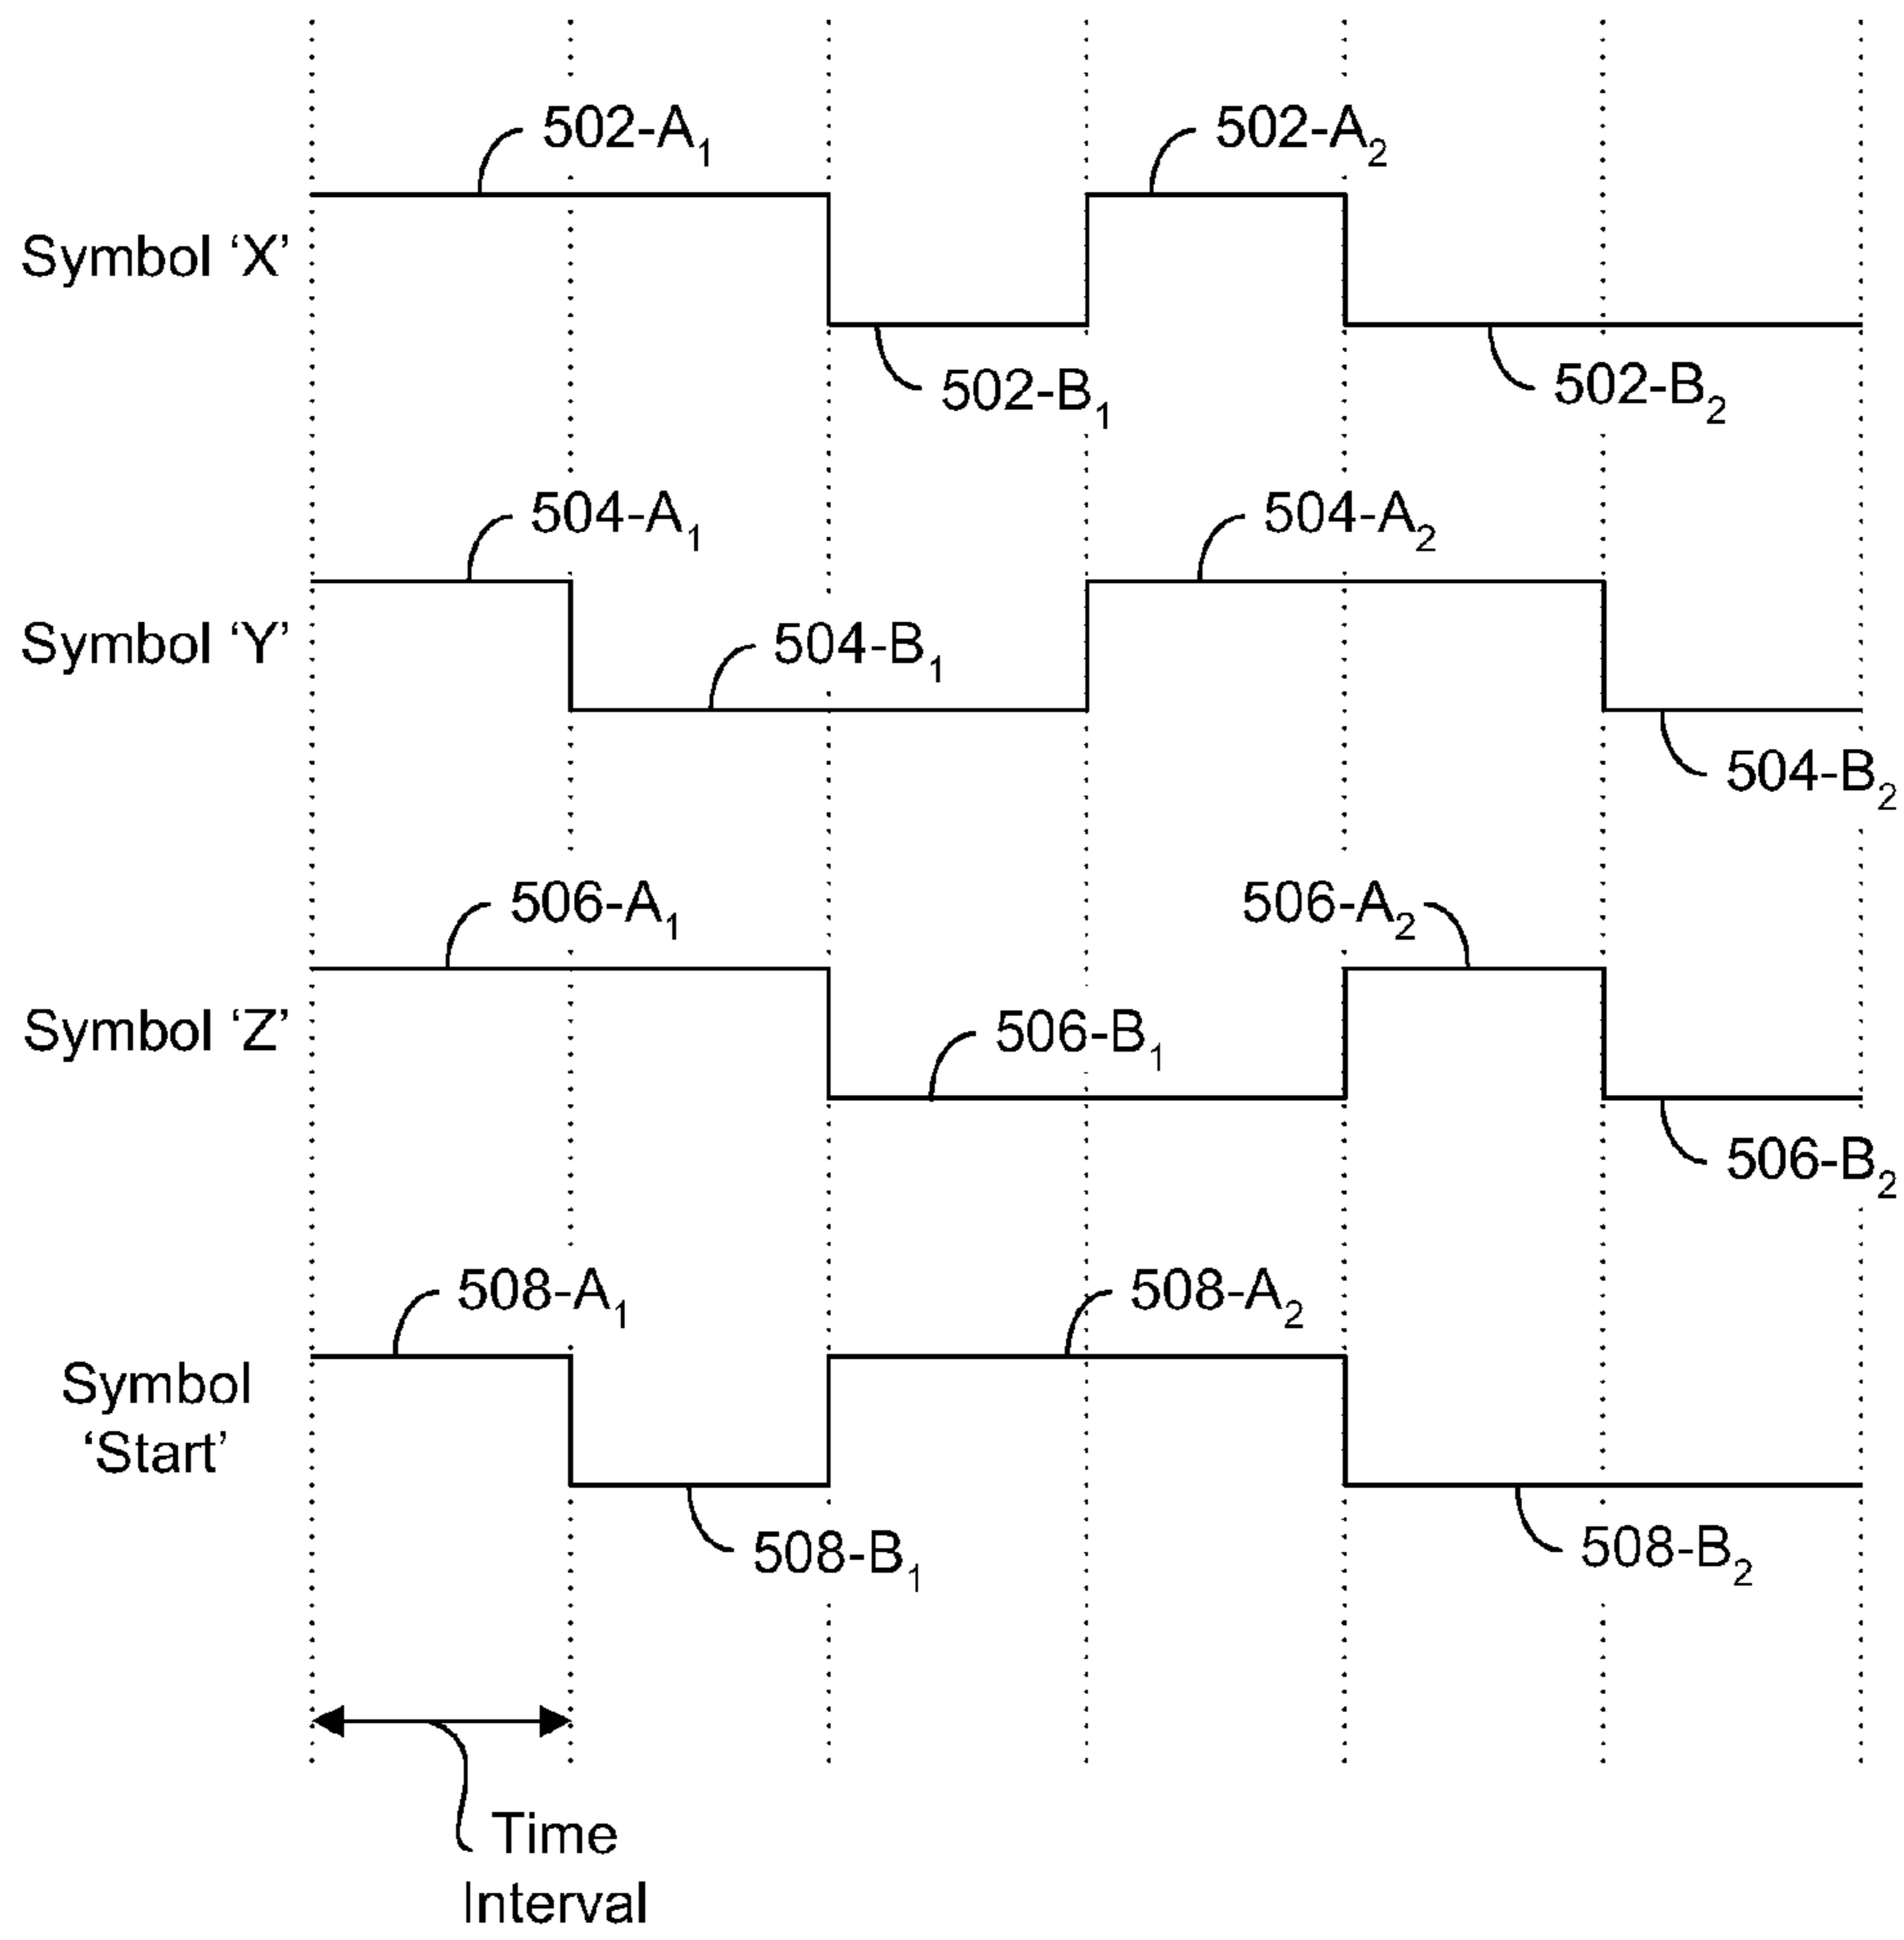 502-A₁
502-A₂
Symbol ‘X’
502-B₁
502-B₂
504-A₁
504-A₂
Symbol ‘Y’
504-B₁
504-B₂
506-A₁
506-A₂
Symbol ‘Z’
506-B₁
506-B₂
508-A₁
508-A₂
Symbol
‘Start’
508-B₁
508-B₂
Time
Interval